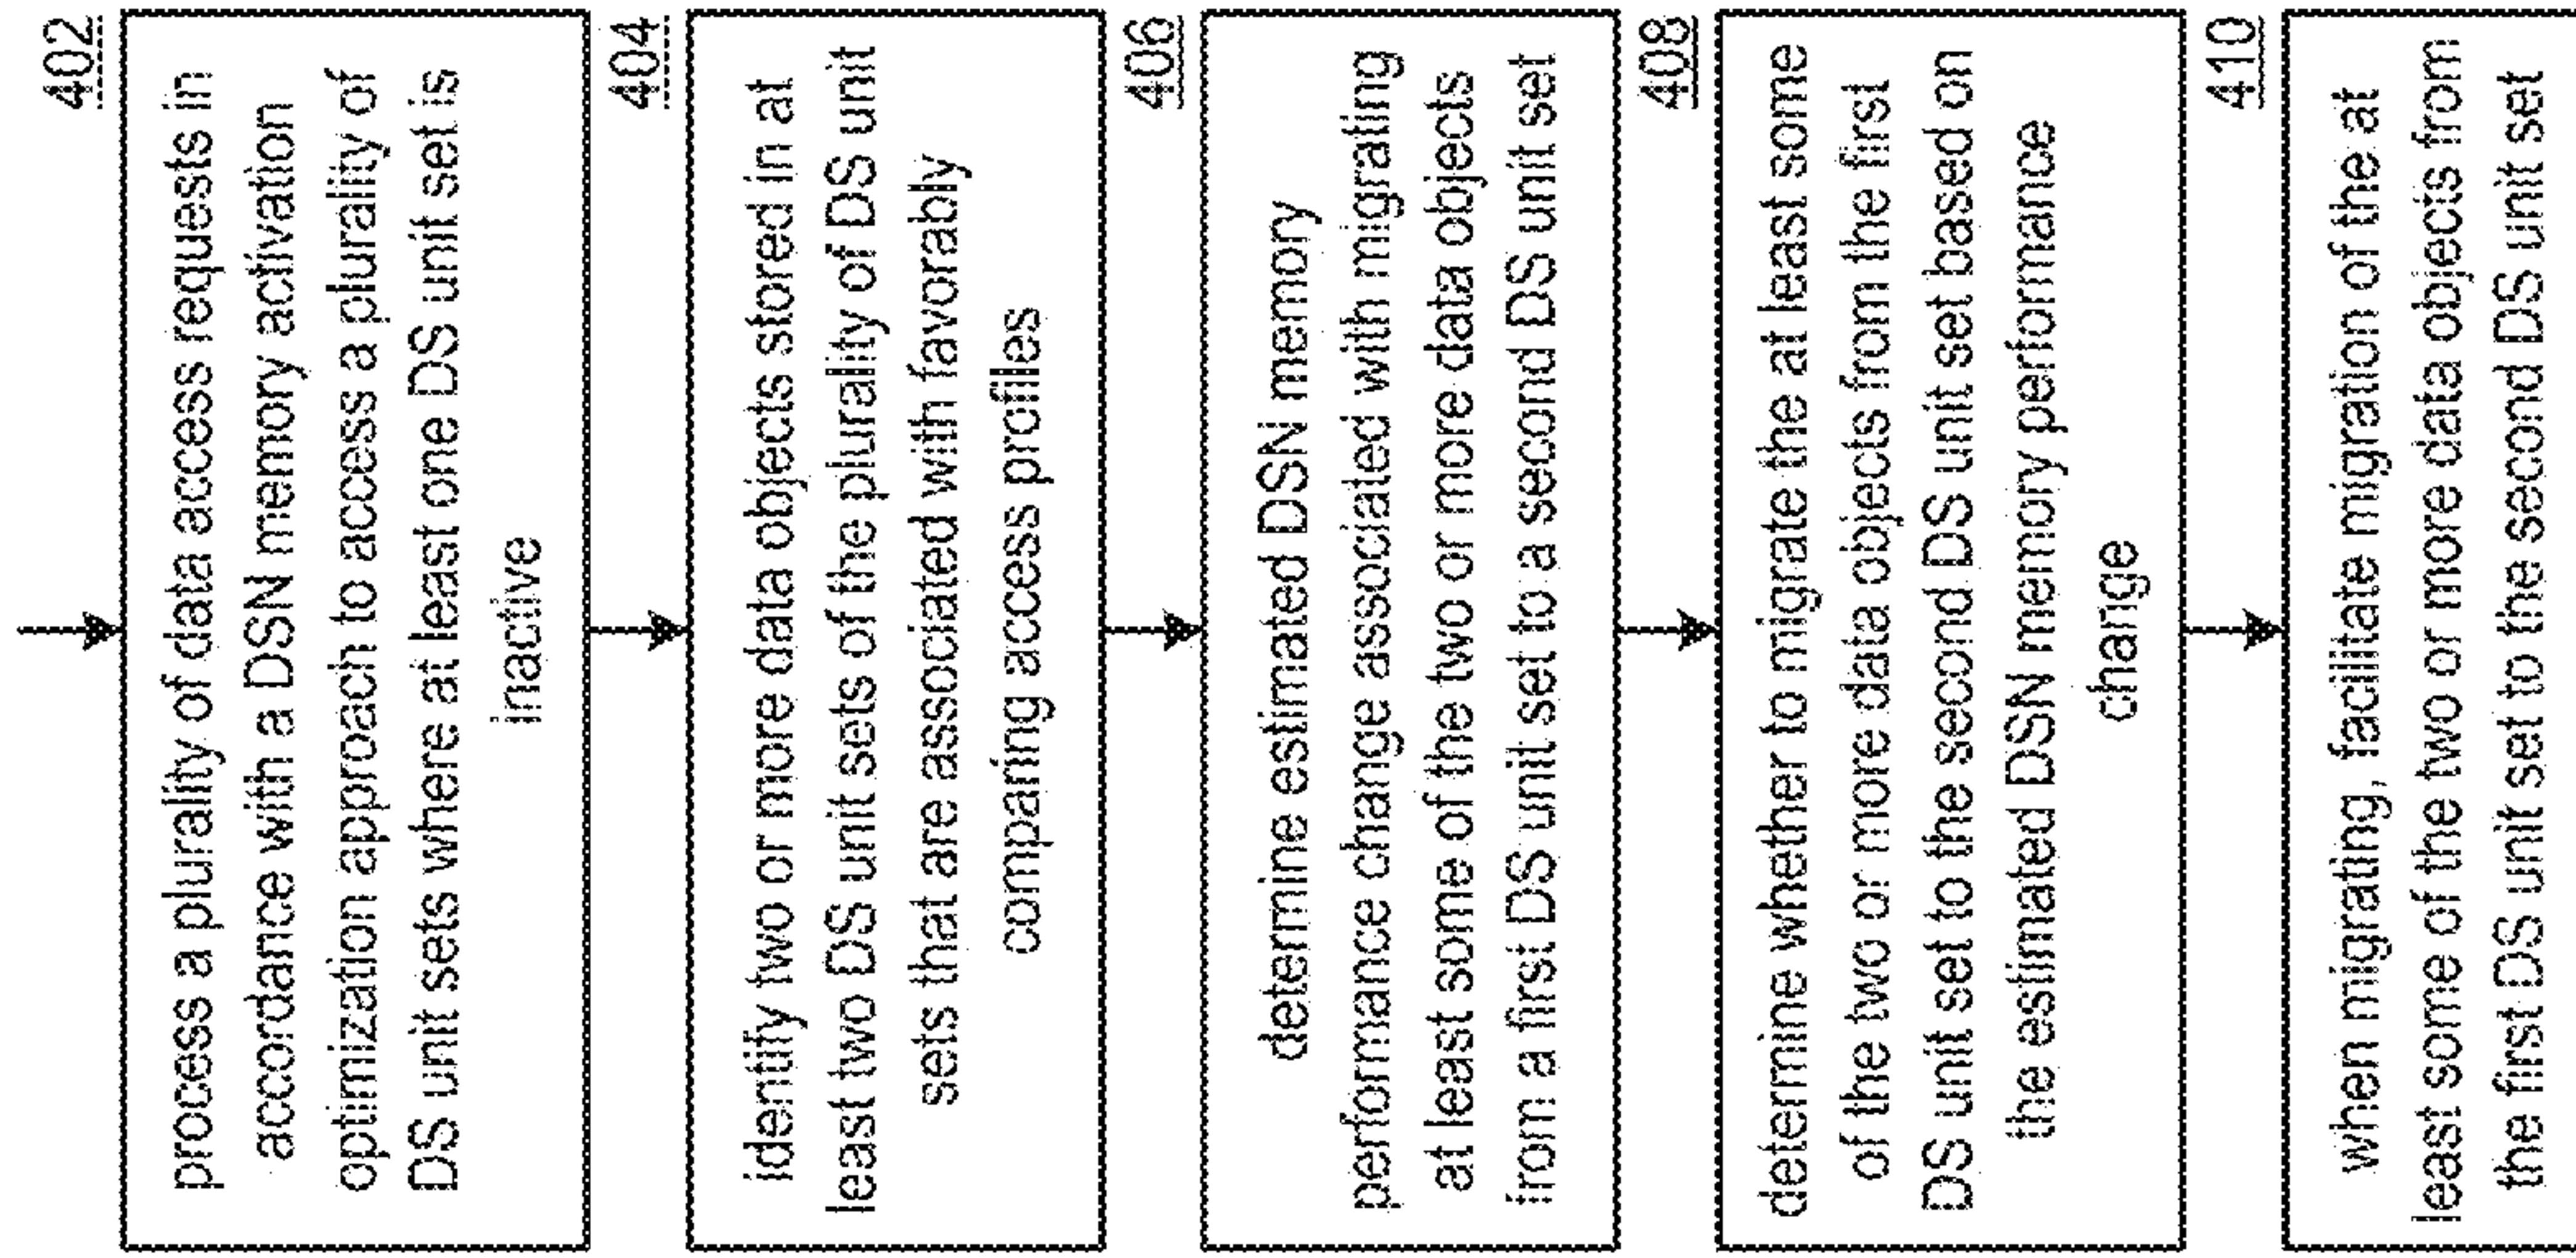 402
process a plurality of data access requests in
accordance with a DSN memory activation
optimization approach to access a plurality of
DS unit sets where at least one DS unit set is
inactive
404
identify two or more data objects stored in at
least two DS unit sets of the plurality of DS unit
sets that are associated with favorably
comparing access profiles
406
determine estimated DSN memory
performance change associated with migrating
at least some of the two or more data objects
from a first DS unit set to a second DS unit set
408
determine whether to migrate the at least some
of the two or more data objects from the first
DS unit set to the second DS unit set based on
the estimated DSN memory performance
change
410
when migrating, facilitate migration of the at
least some of the two or more data objects from
the first DS unit set to the second DS unit set